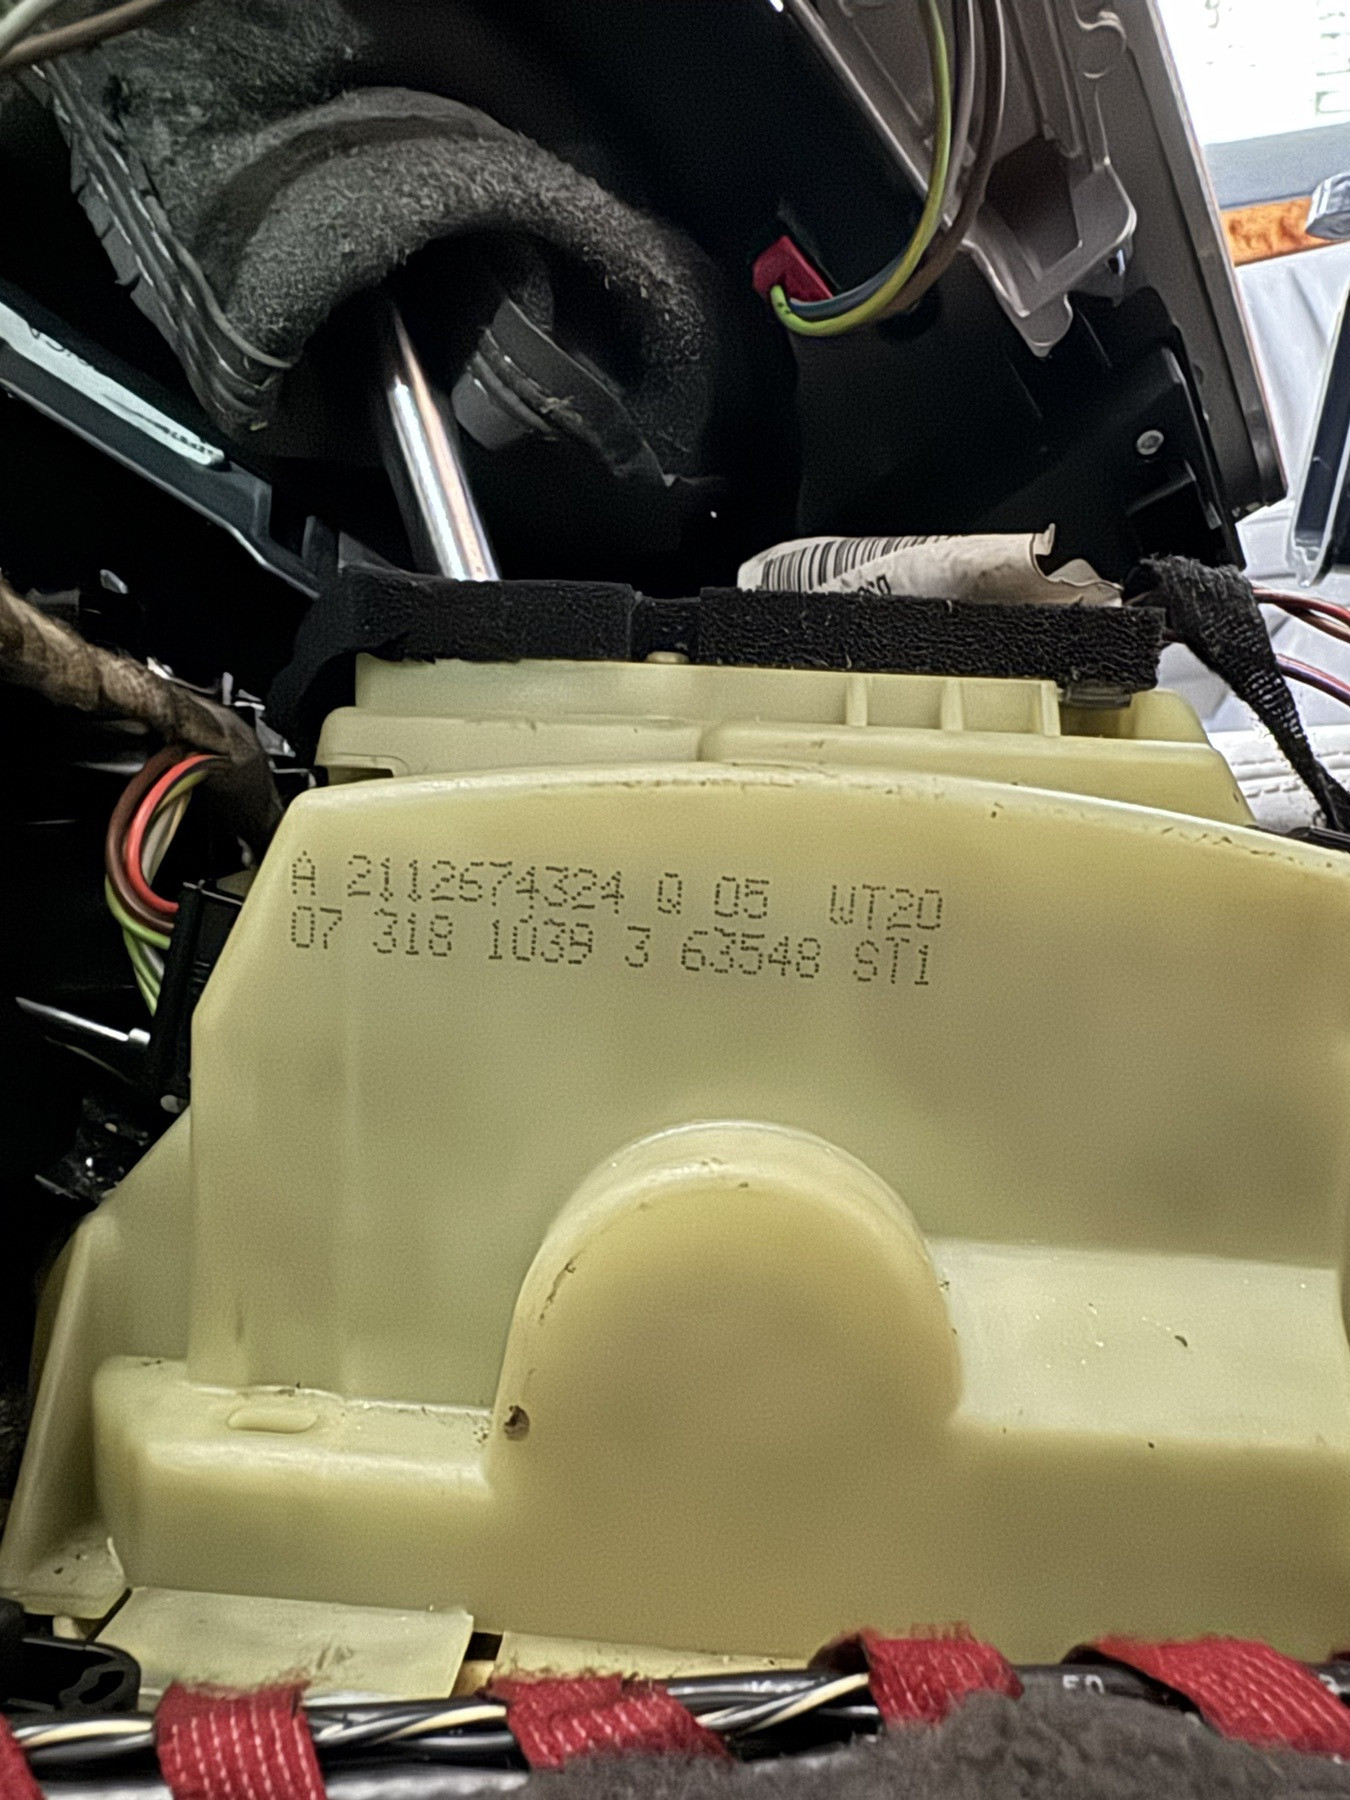 A 2112674324 Q 05 WT20
07 318 1039 3 63548 ST1